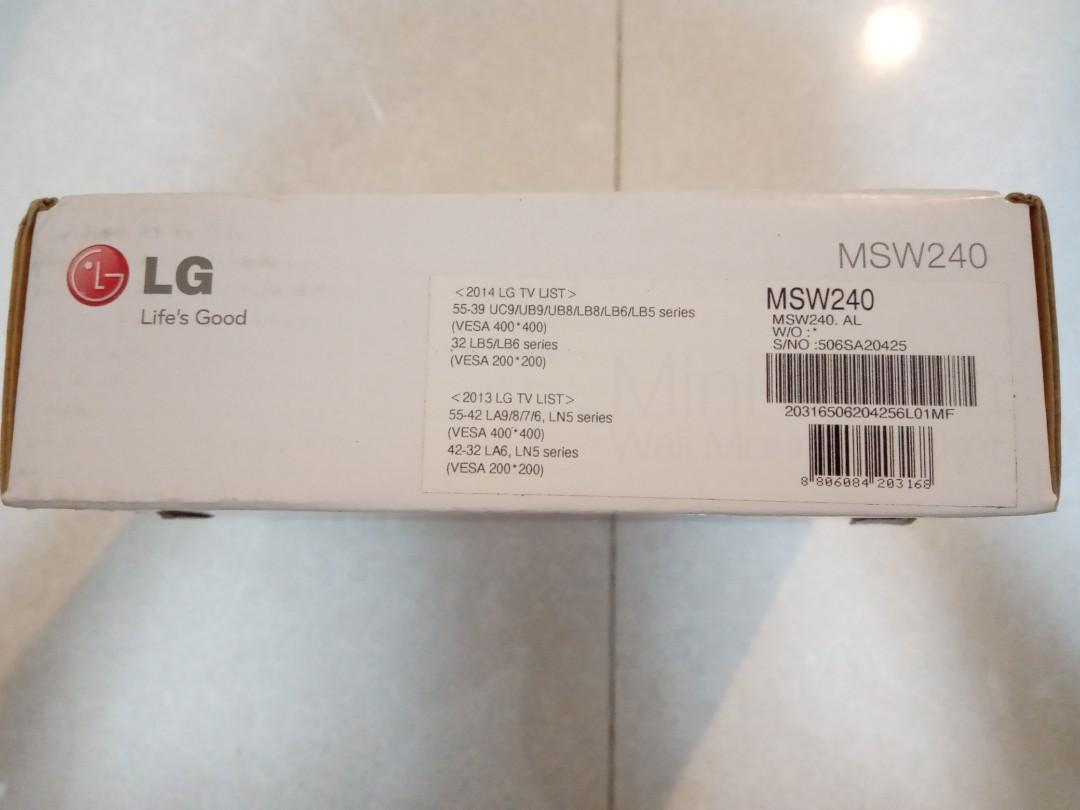 LG
Life's Good
MSW240
<2014 LG TV LIST>
55-39 UC9/UB9/UB8/LB8/LB6/LB5 series
(VESA 400*400)
32 LB5/LB6 series
(VESA 200*200)
<2013 LG TV LIST>
55-42 LA9/8/7/6, LN5 series
(VESA 400*400)
42-32 LA6, LN5 series
(VESA 200*200)
MSW240
MSW240. AL
W/O :*
S/NO :506SA20425
20316506204256L01MF
8 806084 203168
Mini
Wall